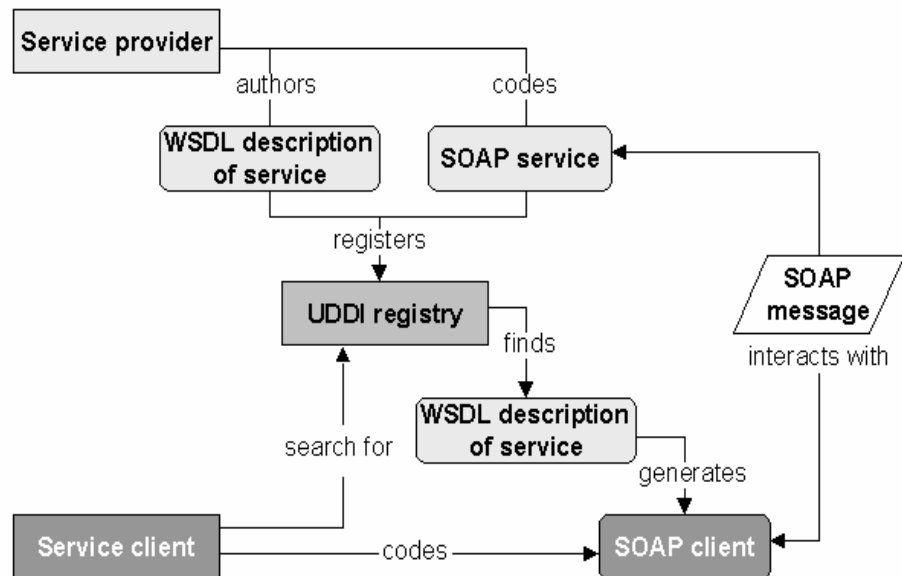 Service provider
authors
codes
WSDL description
of service
SOAP service
registers
SOAP
message
UDDI registry
finds
interacts with
WSDL description
of service
search for
generates
Service client
codes
SOAP client